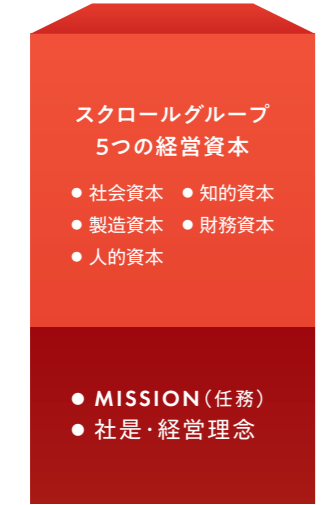 スクロールグループ
5つの経営資本
● 社会資本 ● 知的資本
● 製造資本 ● 財務資本
● 人的資本
● MISSION（任務）
● 社是・経営理念